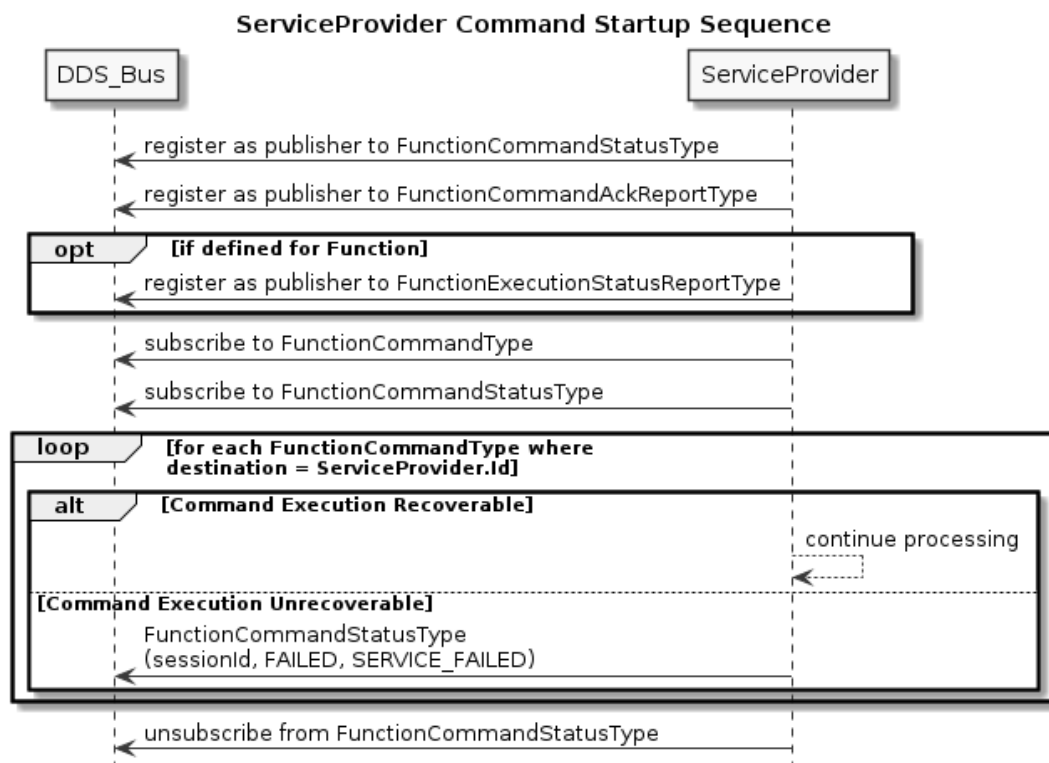 ServiceProvider Command Startup Sequence
DDS_Bus
ServiceProvider
register as publisher to FunctionCommandStatusType
register as publisher to FunctionCommandAckReportType
opt
[if defined for Function]
register as publisher to FunctionExecutionStatusReportType
subscribe to FunctionCommandType
subscribe to FunctionCommandStatusType
loop
[for each FunctionCommandType where
destination = ServiceProvider.Id]
alt
[Command Execution Recoverable]
continue processing
[Command Execution Unrecoverable]
FunctionCommandStatusType
(sessionId, FAILED, SERVICE_FAILED)
unsubscribe from FunctionCommandStatusType